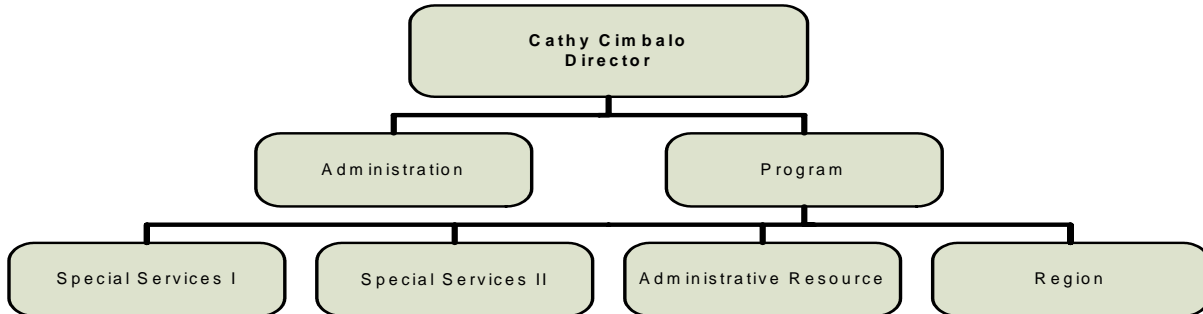 Cathy Cimbalo
Director
Administration
Program
Special Services I
Special Services II
Administrative Resource
Region